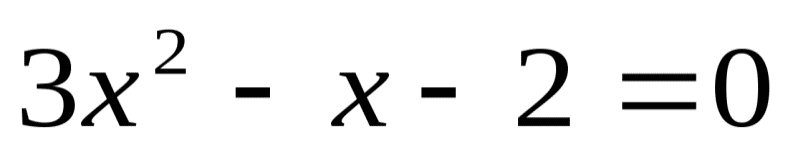 3x² - x - 2 =0